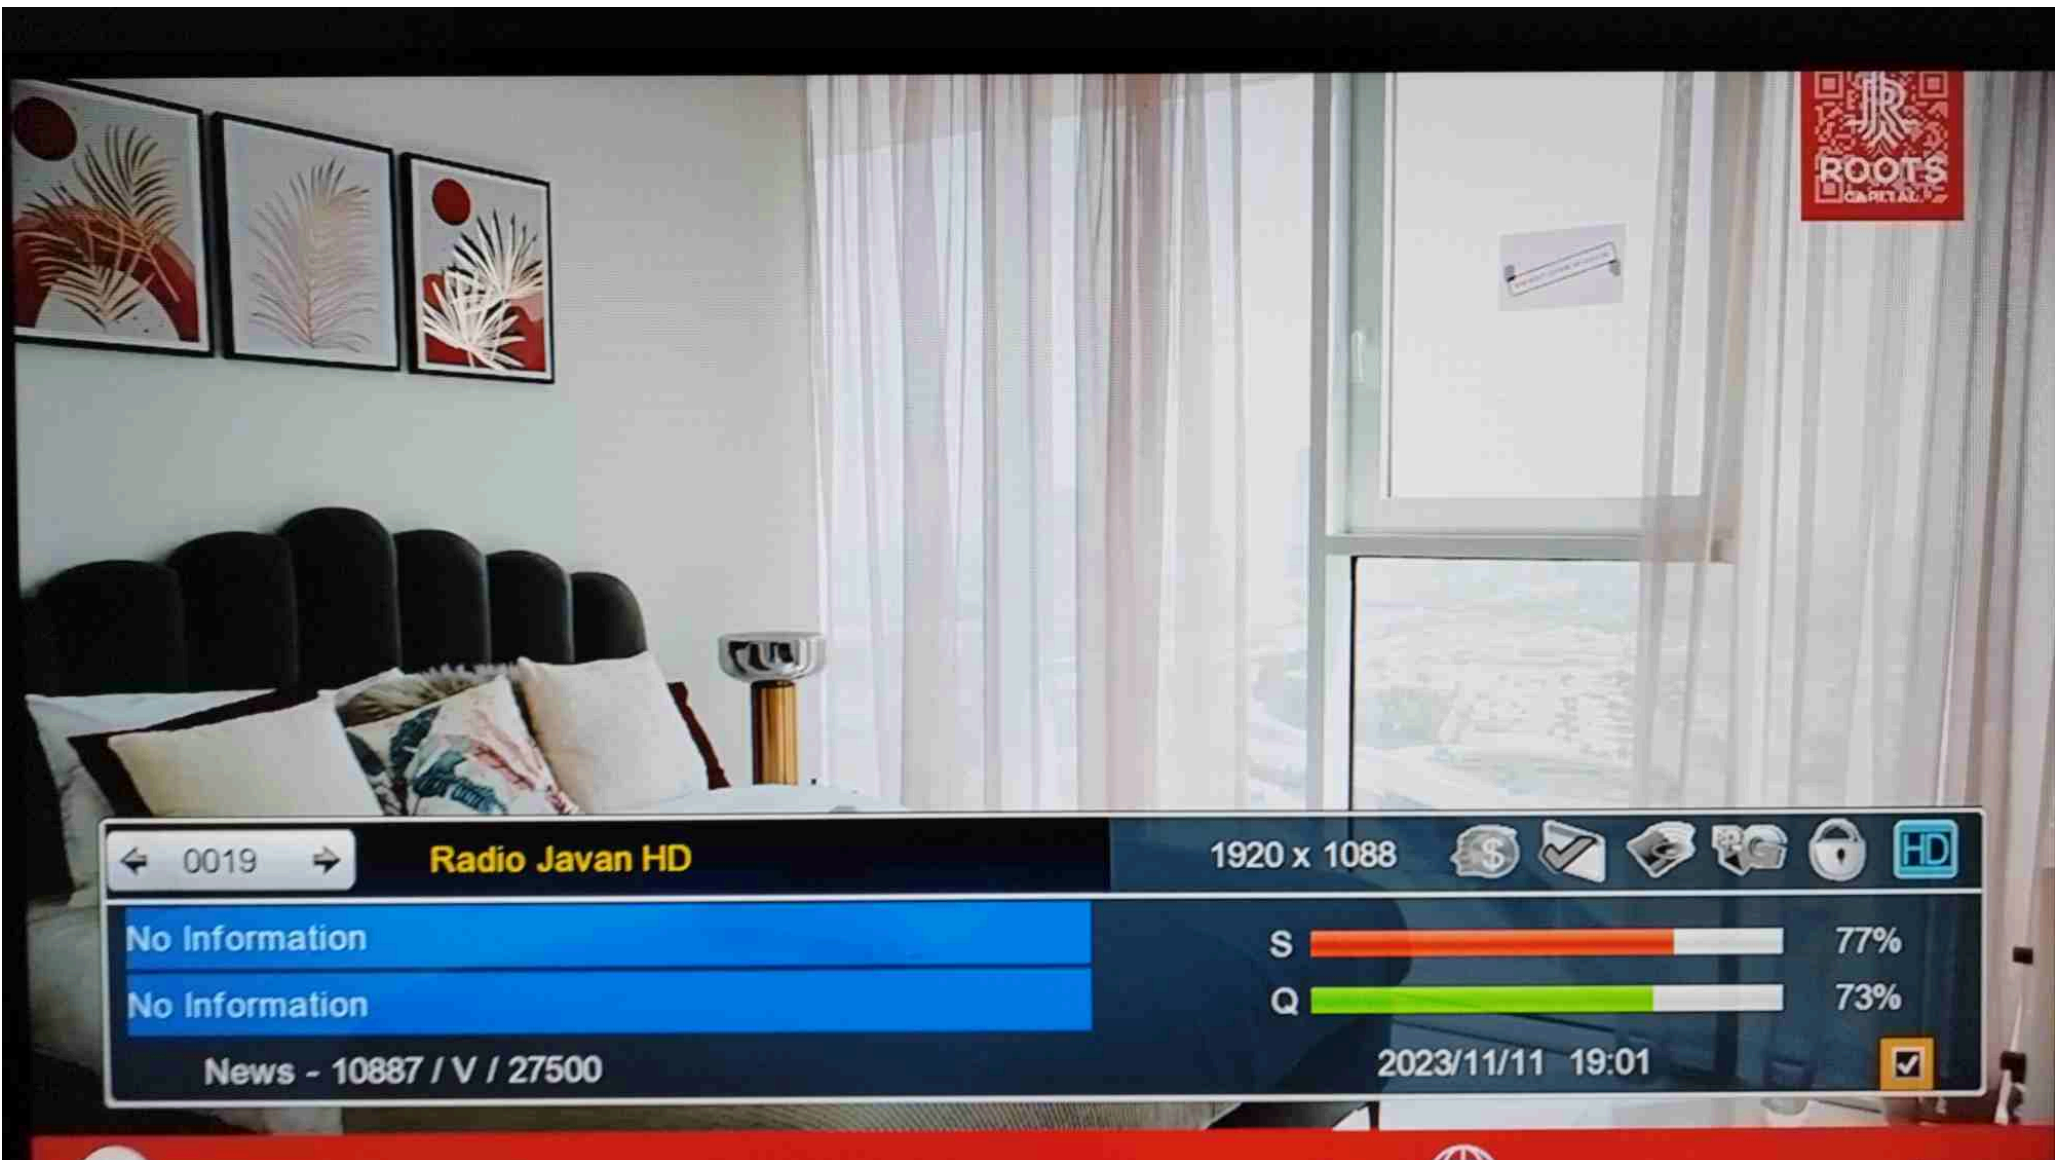 ROOTS
CAPITAL
0019
Radio Javan HD
1920 x 1088
$
HD
No Information
S
77%
No Information
Q
73%
News - 10887 / V / 27500
2023/11/11 19:01